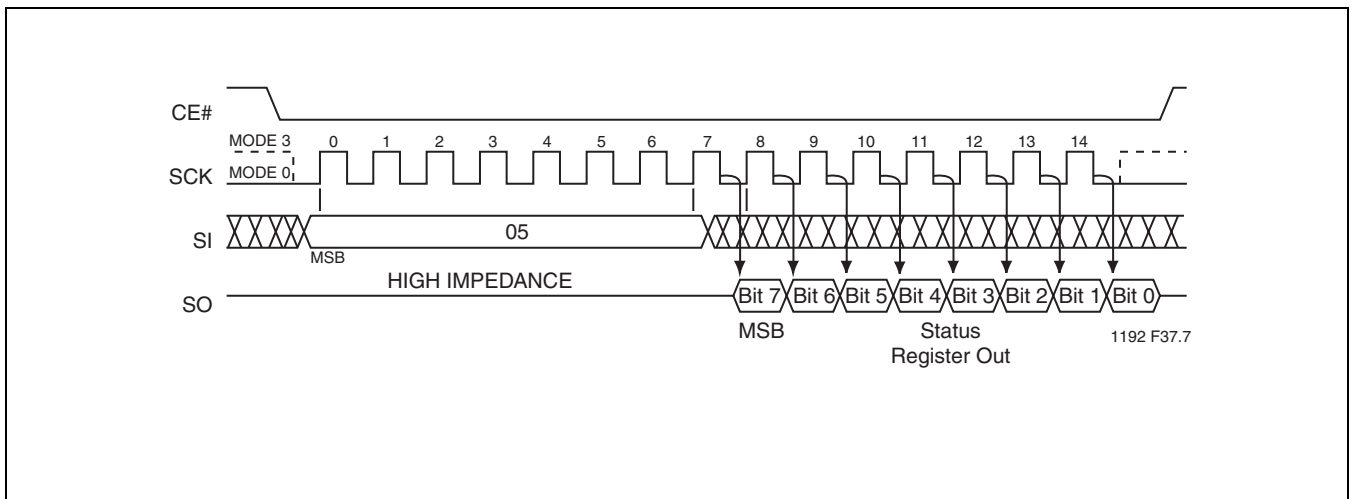 CE#
MODE 3 0 1 2 3 4 5 6 7 8 9 10 11 12 13 14
SCK MODE 0
SI 05
MSB
HIGH IMPEDANCE
SO Bit 7 Bit 6 Bit 5 Bit 4 Bit 3 Bit 2 Bit 1 Bit 0
MSB Status
Register Out
1192 F37.7